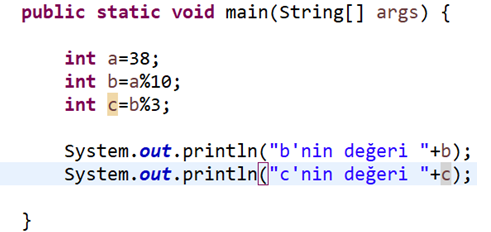 public static void main(String[] args) {
int a=38;
int b=a%10;
int c=b%3;
System.out.println("b'nin değeri "+b);
System.out.println("c'nin değeri "+c);
}